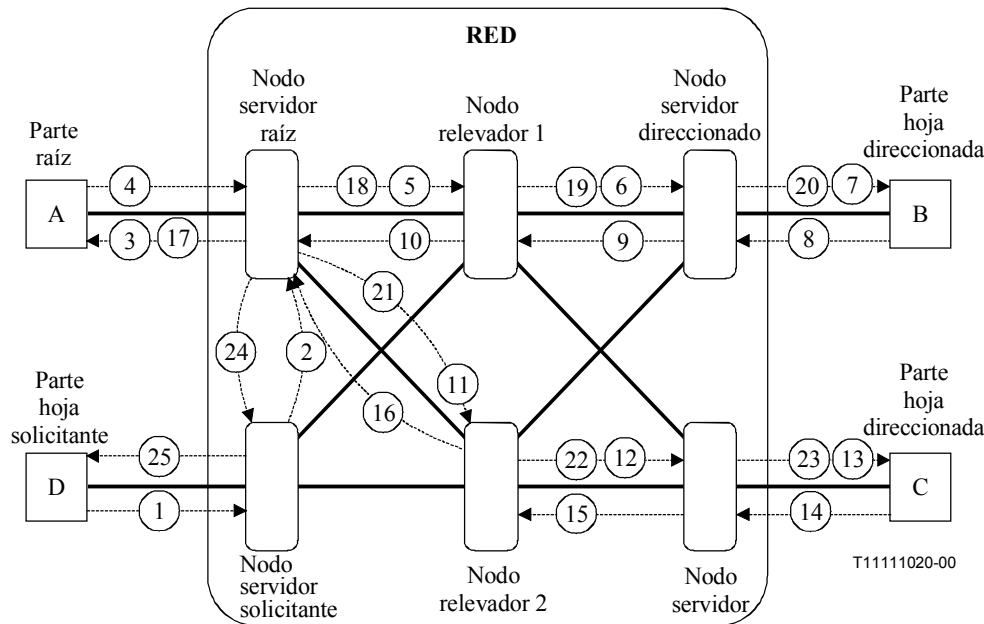 RED
Nodo
servidor
raíz
Nodo
relevador 1
Nodo
servidor
direccionado
Parte
raíz
Parte
hoja
direccionada
4
18
5
19
6
20
7
A
B
3
17
10
9
8
21
24
2
11
16
Parte
hoja
solicitante
Parte
hoja
direccionada
25
22
12
23
13
D
C
1
15
14
Nodo
servidor
solicitante
Nodo
relevador 2
Nodo
servidor
T11111020-00